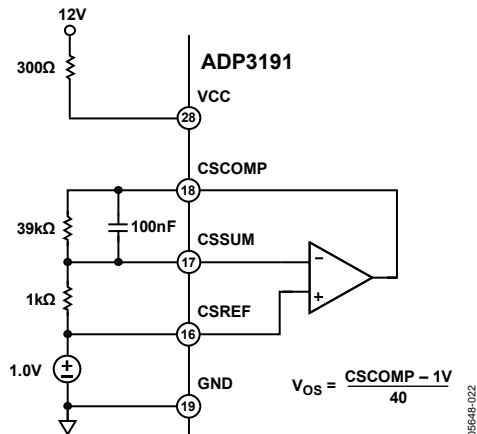 12V
300Ω
ADP3191
VCC
28
CSCOMP
18
39kΩ
100nF
CSSUM
17
1kΩ
CSREF
16
1.0V
GND
19
–
+
VOS = CSCOMP – 1V
40
05648-022